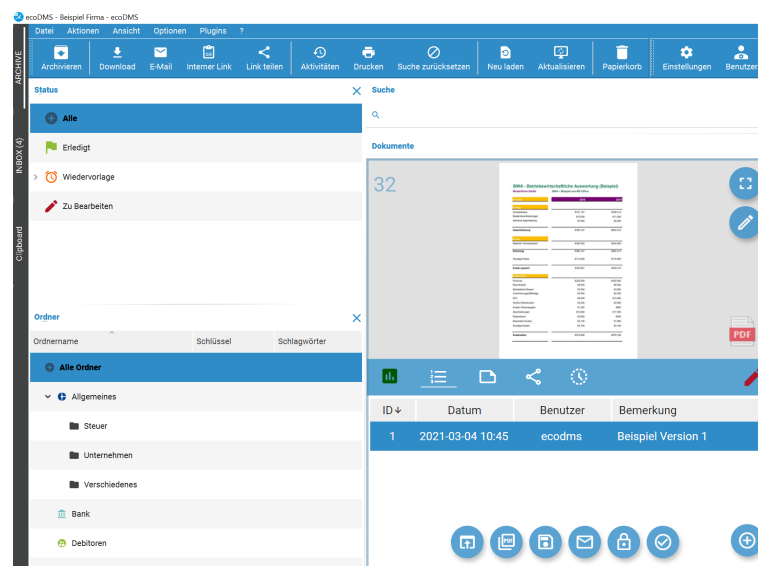 ecoDMS - Beispiel Firma - ecoDMS
Datei Aktionen Ansicht Optionen Plugins ?
Archivieren Download E-Mail Interner Link Link teilen Aktivitäten Drucken Suche zurücksetzen Neu laden Aktualisieren Papierkorb Einstellungen Benutzer
ARCHIVE
INBOX (4)
Clipboard
Status
Alle
Erledigt
Wiedervorlage
Zu Bearbeiten
Ordner
Ordnername Schlüssel Schlagwörter
Alle Ordner
Allgemeines
Steuer
Unternehmen
Verschiedenes
Bank
Debitoren
Suche
Dokumente
32
BWA - Betriebswirtschaftliche Auswertung (Beispiel)
PDF
ID Datum Benutzer Bemerkung
1 2021-03-04 10:45 ecodms Beispiel Version 1
PDF